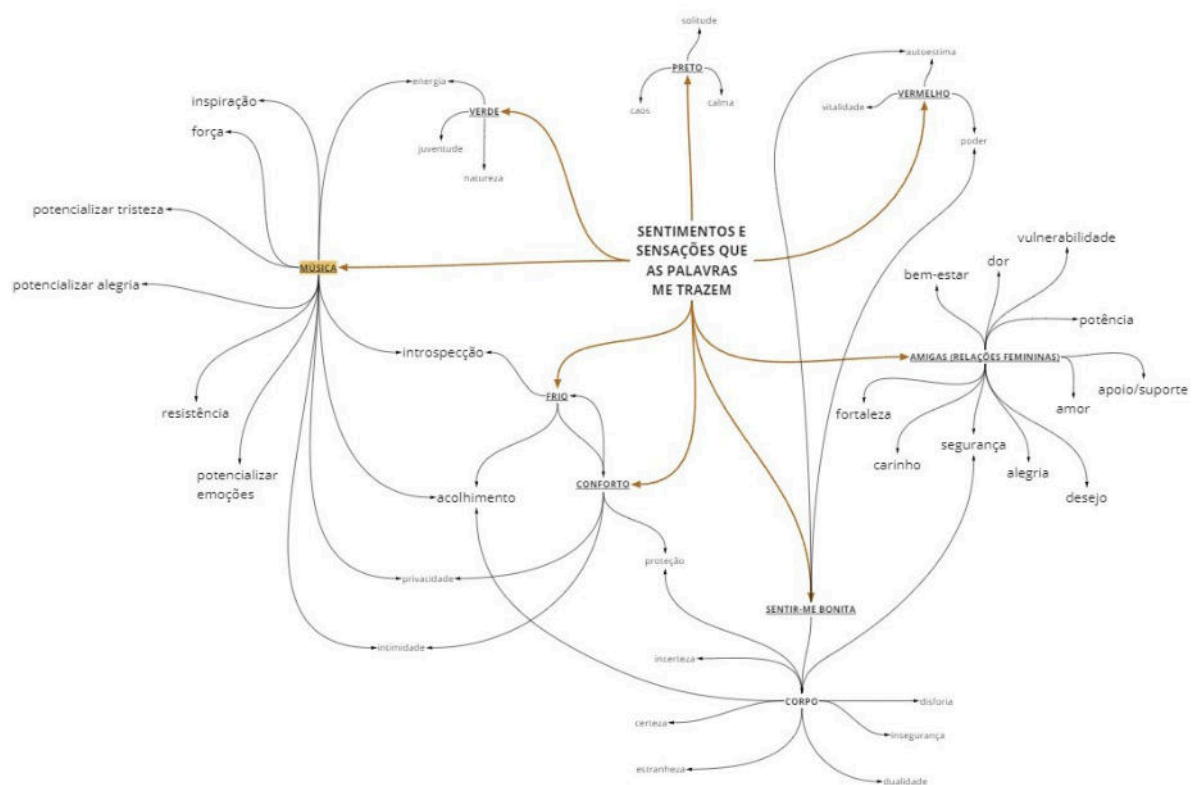 solitude
autoestima
PRETO
energia
VERMELHO
inspiração
caos
calma
vitalidade
VERDE
força
juventude
poder
natureza
potencializar tristeza
SENTIMENTOS E
SENSAÇÕES QUE
AS PALAVRAS
ME TRAZEM
vulnerabilidade
dor
MÚSICA
bem-estar
potencializar alegria
potência
introspecção
AMIGAS (RELAÇÕES FEMININAS)
apoio/suporte
FRIO
amor
resistência
fortaleza
segurança
carinho
alegria
potencializar
emoções
CONFORTO
acolhimento
desejo
proteção
privacidade
SENTIR-ME BONITA
intimidade
incerteza
CORPO
disforia
certeza
insegurança
estranheza
dualidade